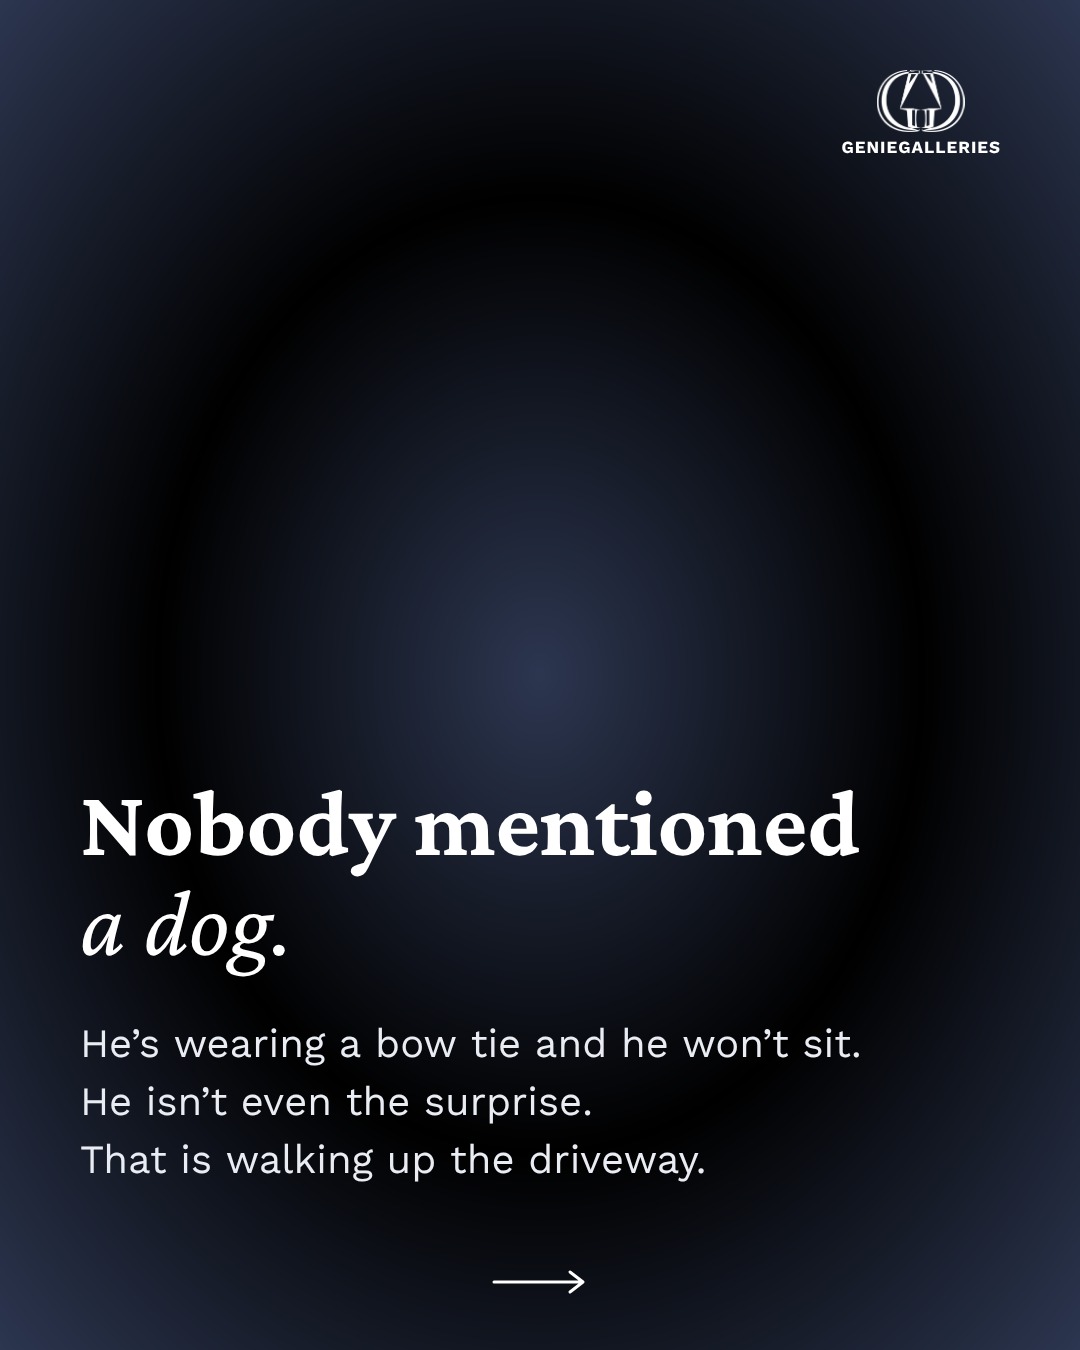 GENIEGALLERIES
Nobody mentioned
a dog.
He’s wearing a bow tie and he won’t sit.
He isn’t even the surprise.
That is walking up the driveway.